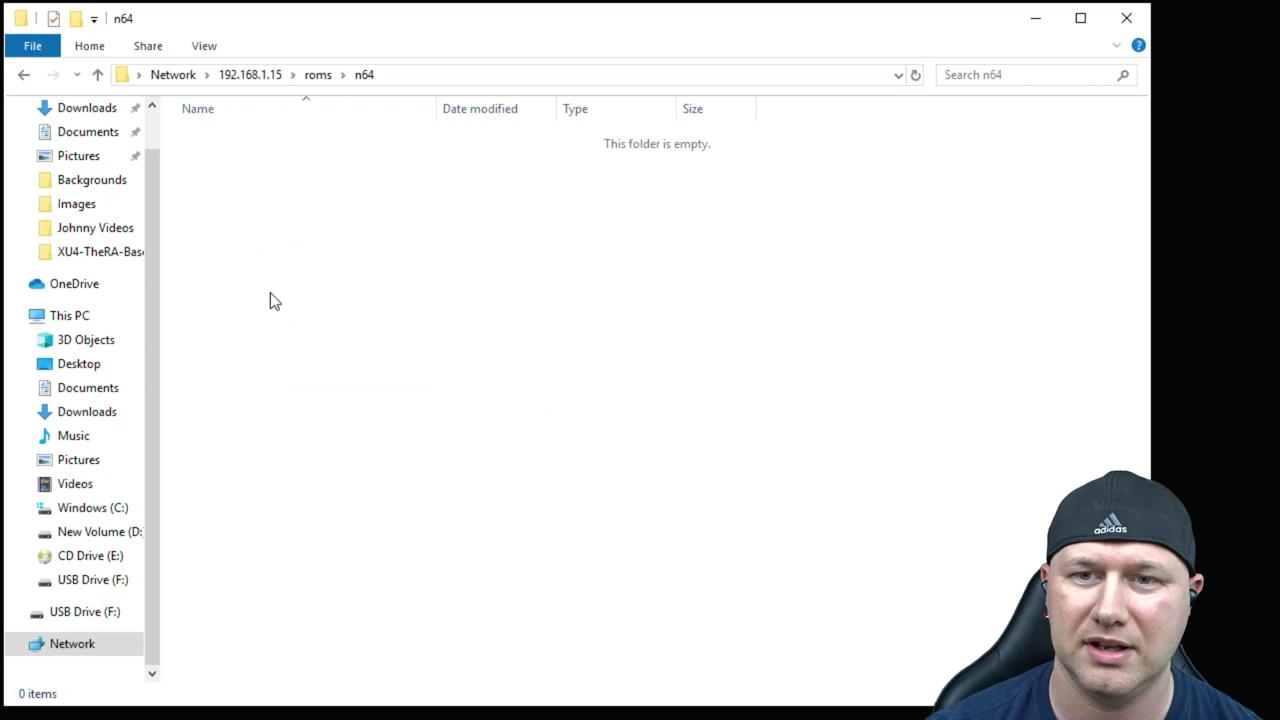 n64
File Home Share View
Network 192.168.1.15 roms n64
Search n64
Name Date modified Type Size
This folder is empty.
Downloads
Documents
Pictures
Backgrounds
Images
Johnny Videos
XU4-TheRA-Bas
OneDrive
This PC
3D Objects
Desktop
Documents
Downloads
Music
Pictures
Videos
Windows (C:)
New Volume (D:
CD Drive (E:)
USB Drive (F:)
USB Drive (F:)
Network
0 items
adidas